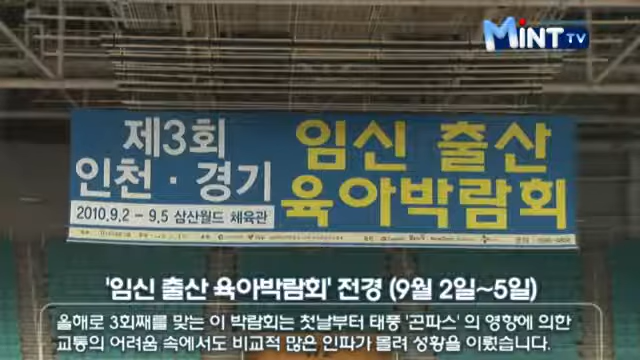 MiNT TV
제3회
인천 · 경기
임신 출산
육아박람회
2010.9.2 - 9.5 삼산월드 체육관
'임신 출산 육아박람회' 전경 (9월 2일~5일)
올해로 3회째를 맞는 이 박람회는 첫날부터 태풍 '곤파스' 의 영향에 의한
교통의 어려움 속에서도 비교적 많은 인파가 몰려 성황을 이뤘습니다.